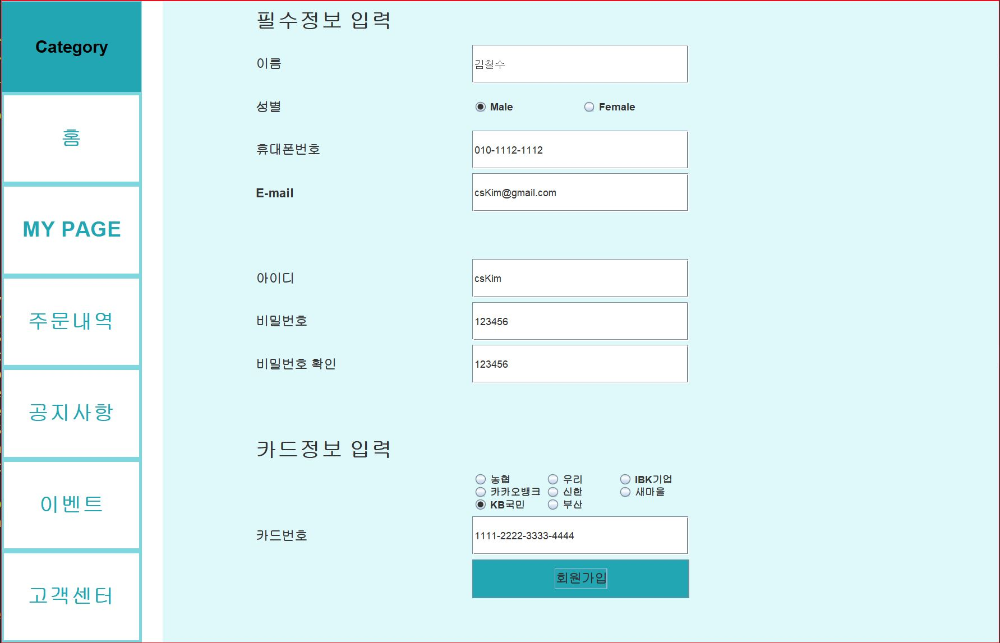 Category
홈
MY PAGE
주문내역
공지사항
이벤트
고객센터
필수정보 입력
이름 김철수
성별 Male Female
휴대폰번호 010-1112-1112
E-mail csKim@gmail.com
아이디 csKim
비밀번호 123456
비밀번호 확인 123456
카드정보 입력
농협 우리 IBK기업
카카오뱅크 신한 새마을
KB국민 부산
카드번호 1111-2222-3333-4444
회원가입